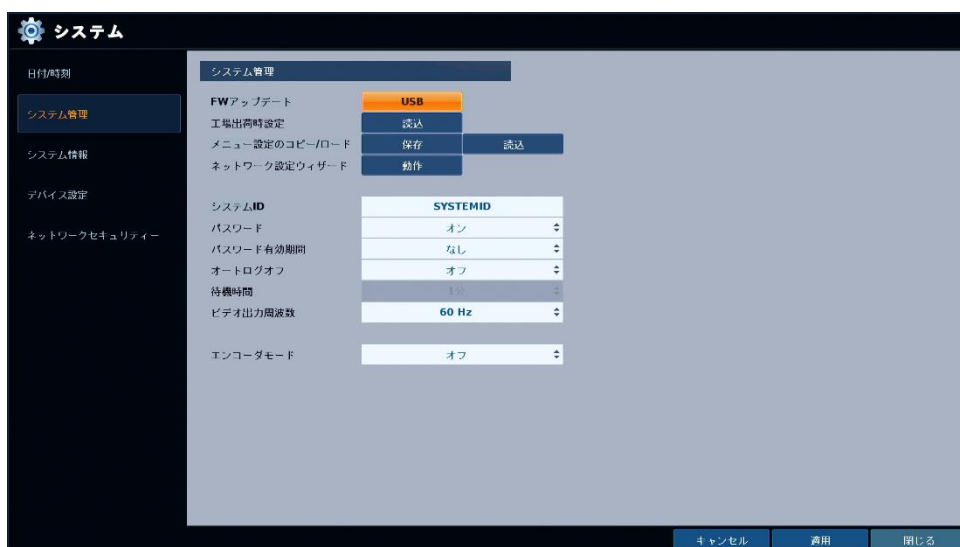 システム
日付/時刻
システム管理
システム情報
デバイス設定
ネットワークセキュリティー
システム管理
FWアップデート USB
工場出荷時設定 読込
メニュー設定のコピー/ロード 保存 読込
ネットワーク設定ウィザード 動作
システムID SYSTEMID
パスワード オン
パスワード有効期間 なし
オートログオフ オフ
待機時間 1分
ビデオ出力周波数 60 Hz
エンコーダモード オフ
キャンセル 適用 閉じる